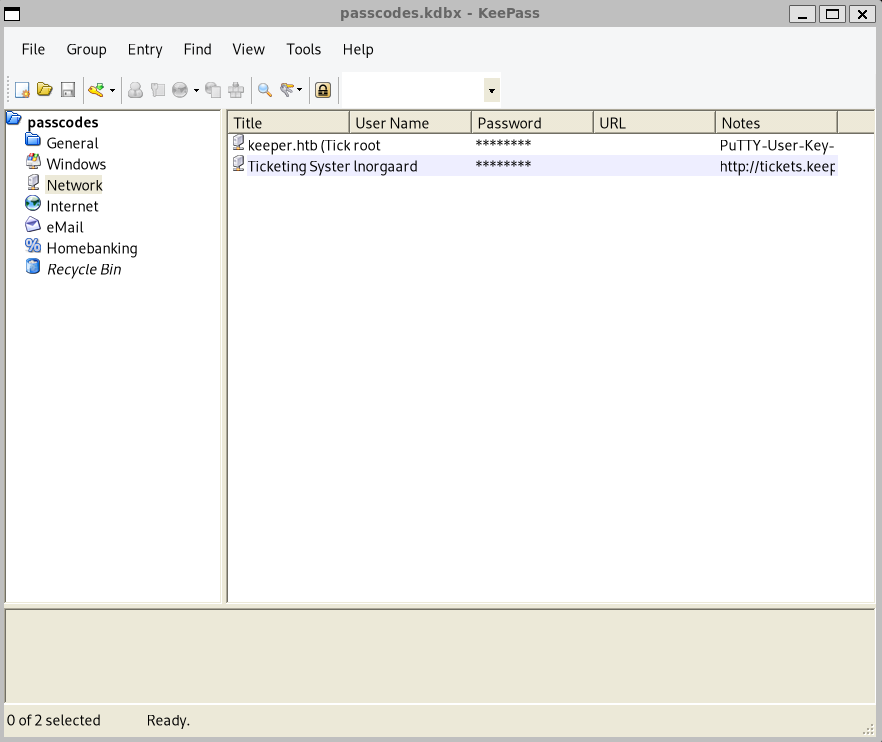 passcodes.kdbx - KeePass
File Group Entry Find View Tools Help
passcodes
General
Windows
Network
Internet
eMail
Homebanking
Recycle Bin
Title User Name Password URL Notes
keeper.htb (Tick root ******** PuTTY-User-Key-
Ticketing Syster lnorgaard ******** http://tickets.keep
0 of 2 selected Ready.